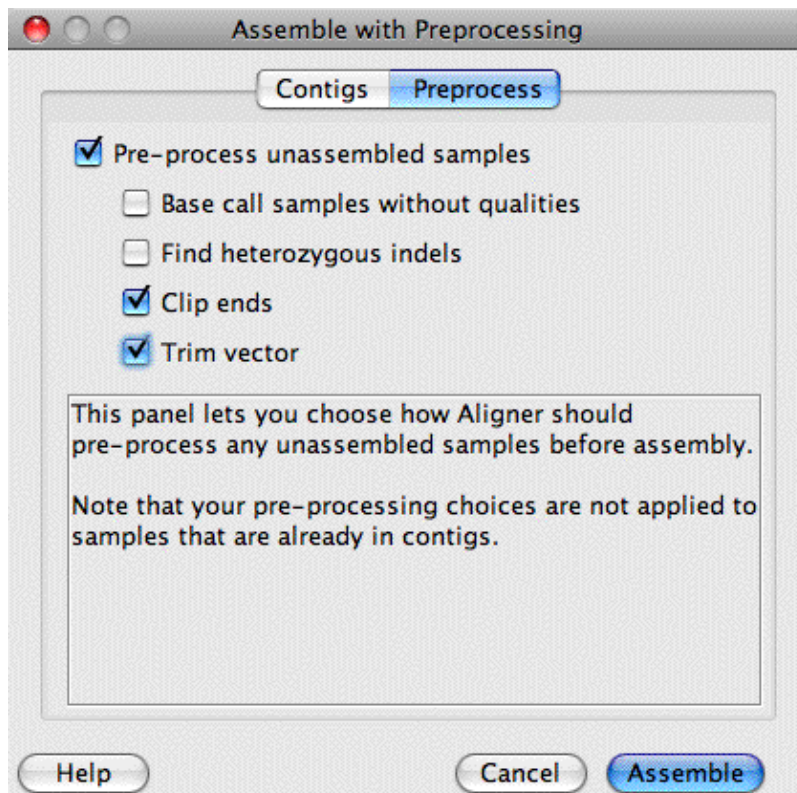 Assemble with Preprocessing
Contigs Preprocess
Pre-process unassembled samples
Base call samples without qualities
Find heterozygous indels
Clip ends
Trim vector
This panel lets you choose how Aligner should
pre-process any unassembled samples before assembly.
Note that your pre-processing choices are not applied to
samples that are already in contigs.
Help Cancel Assemble